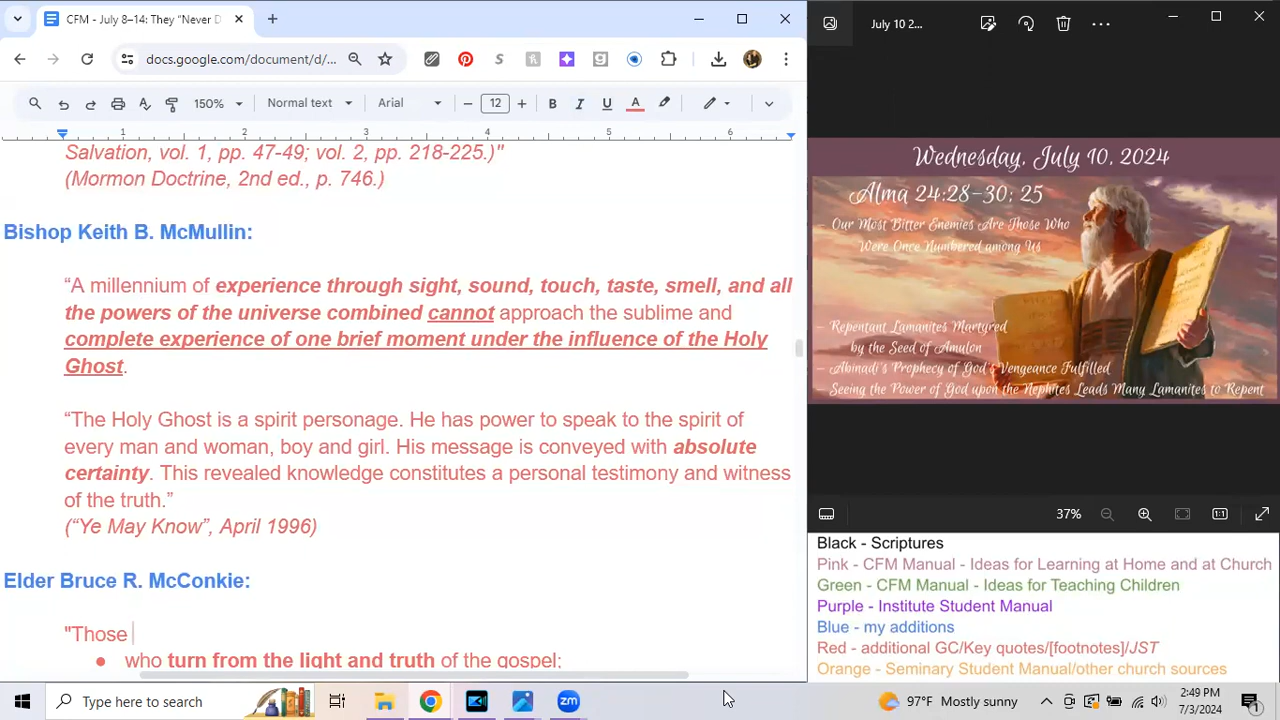 CFM - July 8–14: They “Never D
docs.google.com/document/d/...
150%
Normal text
Arial
12
B
I
U
A
1
2
3
4
5
6
Salvation, vol. 1, pp. 47-49; vol. 2, pp. 218-225.)"
(Mormon Doctrine, 2nd ed., p. 746.)
Bishop Keith B. McMullin:
“A millennium of experience through sight, sound, touch, taste, smell, and all
the powers of the universe combined cannot approach the sublime and
complete experience of one brief moment under the influence of the Holy
Ghost.
“The Holy Ghost is a spirit personage. He has power to speak to the spirit of
every man and woman, boy and girl. His message is conveyed with absolute
certainty. This revealed knowledge constitutes a personal testimony and witness
of the truth.”
(“Ye May Know”, April 1996)
Elder Bruce R. McConkie:
"Those
● who turn from the light and truth of the gospel;
July 10 2...
Wednesday, July 10, 2024
Alma 24:28-30; 25
- Our Most Bitter Enemies Are Those Who
Were Once Numbered among Us
- Repentant Lamanites Martyred
by the Seed of Amulon
- Abinadi's Prophecy of God's Vengeance Fulfilled
- Seeing the Power of God upon the Nephites Leads Many Lamanites to Repent
37%
1:1
Black - Scriptures
Pink - CFM Manual - Ideas for Learning at Home and at Church
Green - CFM Manual - Ideas for Teaching Children
Purple - Institute Student Manual
Blue - my additions
Red - additional GC/Key quotes/[footnotes]/JST
Orange - Seminary Student Manual/other church sources
Type here to search
zm
97°F Mostly sunny
2:49 PM
7/3/2024
1